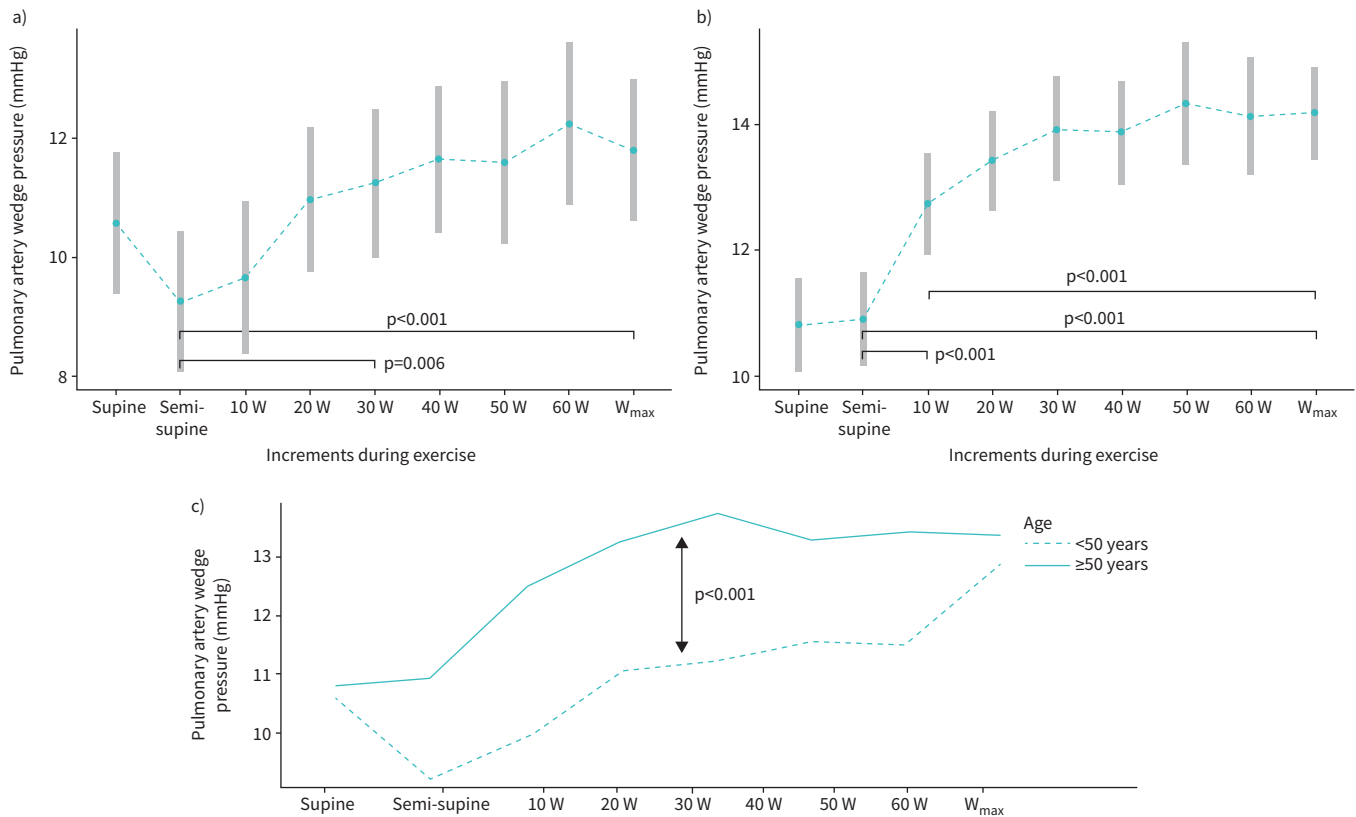 a)
Pulmonary artery wedge pressure (mmHg)
12
10
8
p<0.001
p=0.006
Supine
Semi-
supine
10 W
20 W
30 W
40 W
50 W
60 W
Wmax
Increments during exercise
b)
Pulmonary artery wedge pressure (mmHg)
14
12
10
p<0.001
p<0.001
p<0.001
Supine
Semi-
supine
10 W
20 W
30 W
40 W
50 W
60 W
Wmax
Increments during exercise
c)
Pulmonary artery wedge
pressure (mmHg)
13
12
11
10
p<0.001
Age
<50 years
≥50 years
Supine
Semi-supine
10 W
20 W
30 W
40 W
50 W
60 W
Wmax